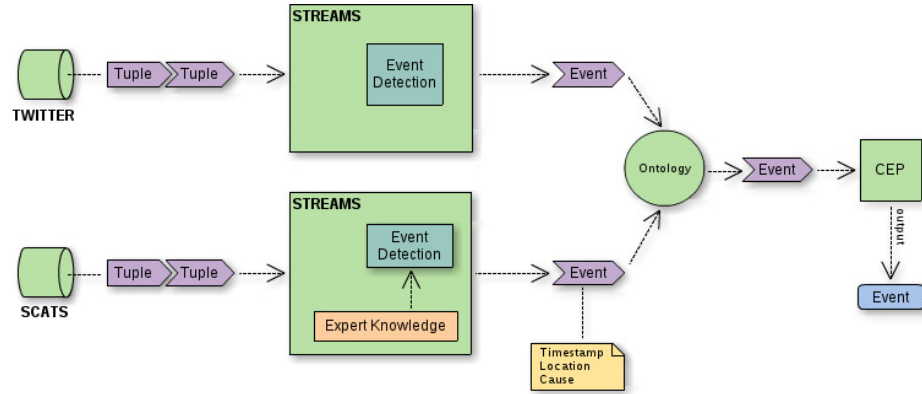 STREAMS
Event
Detection
Tuple
Tuple
Event
TWITTER
Ontology
Event
CEP
STREAMS
Event
Detection
output
Tuple
Tuple
Event
Event
SCATS
Expert Knowledge
Timestamp
Location
Cause